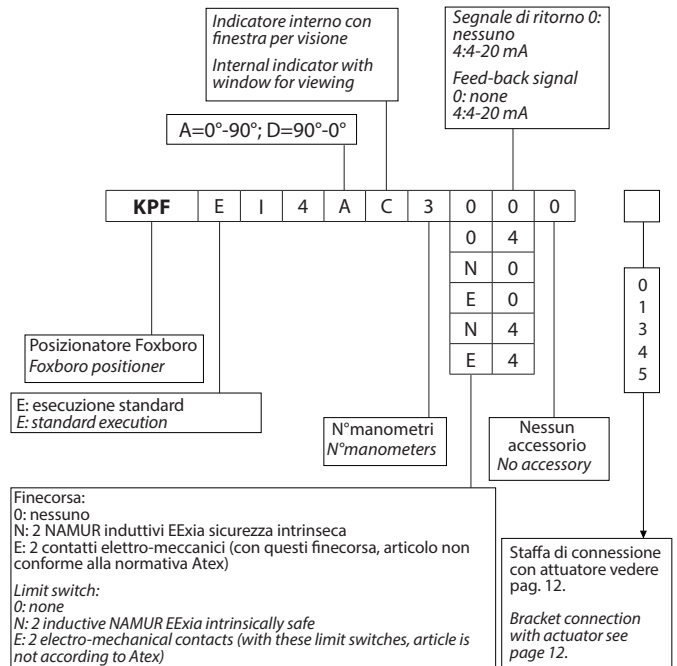 Indicatore interno con
finestra per visione
Internal indicator with
window for viewing
Segnale di ritorno 0:
nessuno
4:4-20 mA
Feed-back signal
0: none
4:4-20 mA
A=0°-90°; D=90°-0°
KPF E I 4 A C 3 0 0 0
0 4
N 0
E 0
N 4
E 4
0
1
3
4
5
Posizionatore Foxboro
Foxboro positioner
E: esecuzione standard
E: standard execution
N°manometri
N°manometers
Nessun
accessorio
No accessory
Finecorsa:
0: nessuno
N: 2 NAMUR induttivi EExia sicurezza intrinseca
E: 2 contatti elettro-meccanici (con questi finecorsa, articolo non
conforme alla normativa Atex)
Limit switch:
0: none
N: 2 inductive NAMUR EExia intrinsically safe
E: 2 electro-mechanical contacts (with these limit switches, article is
not according to Atex)
Staffa di connessione
con attuatore vedere
pag. 12.
Bracket connection
with actuator see
page 12.